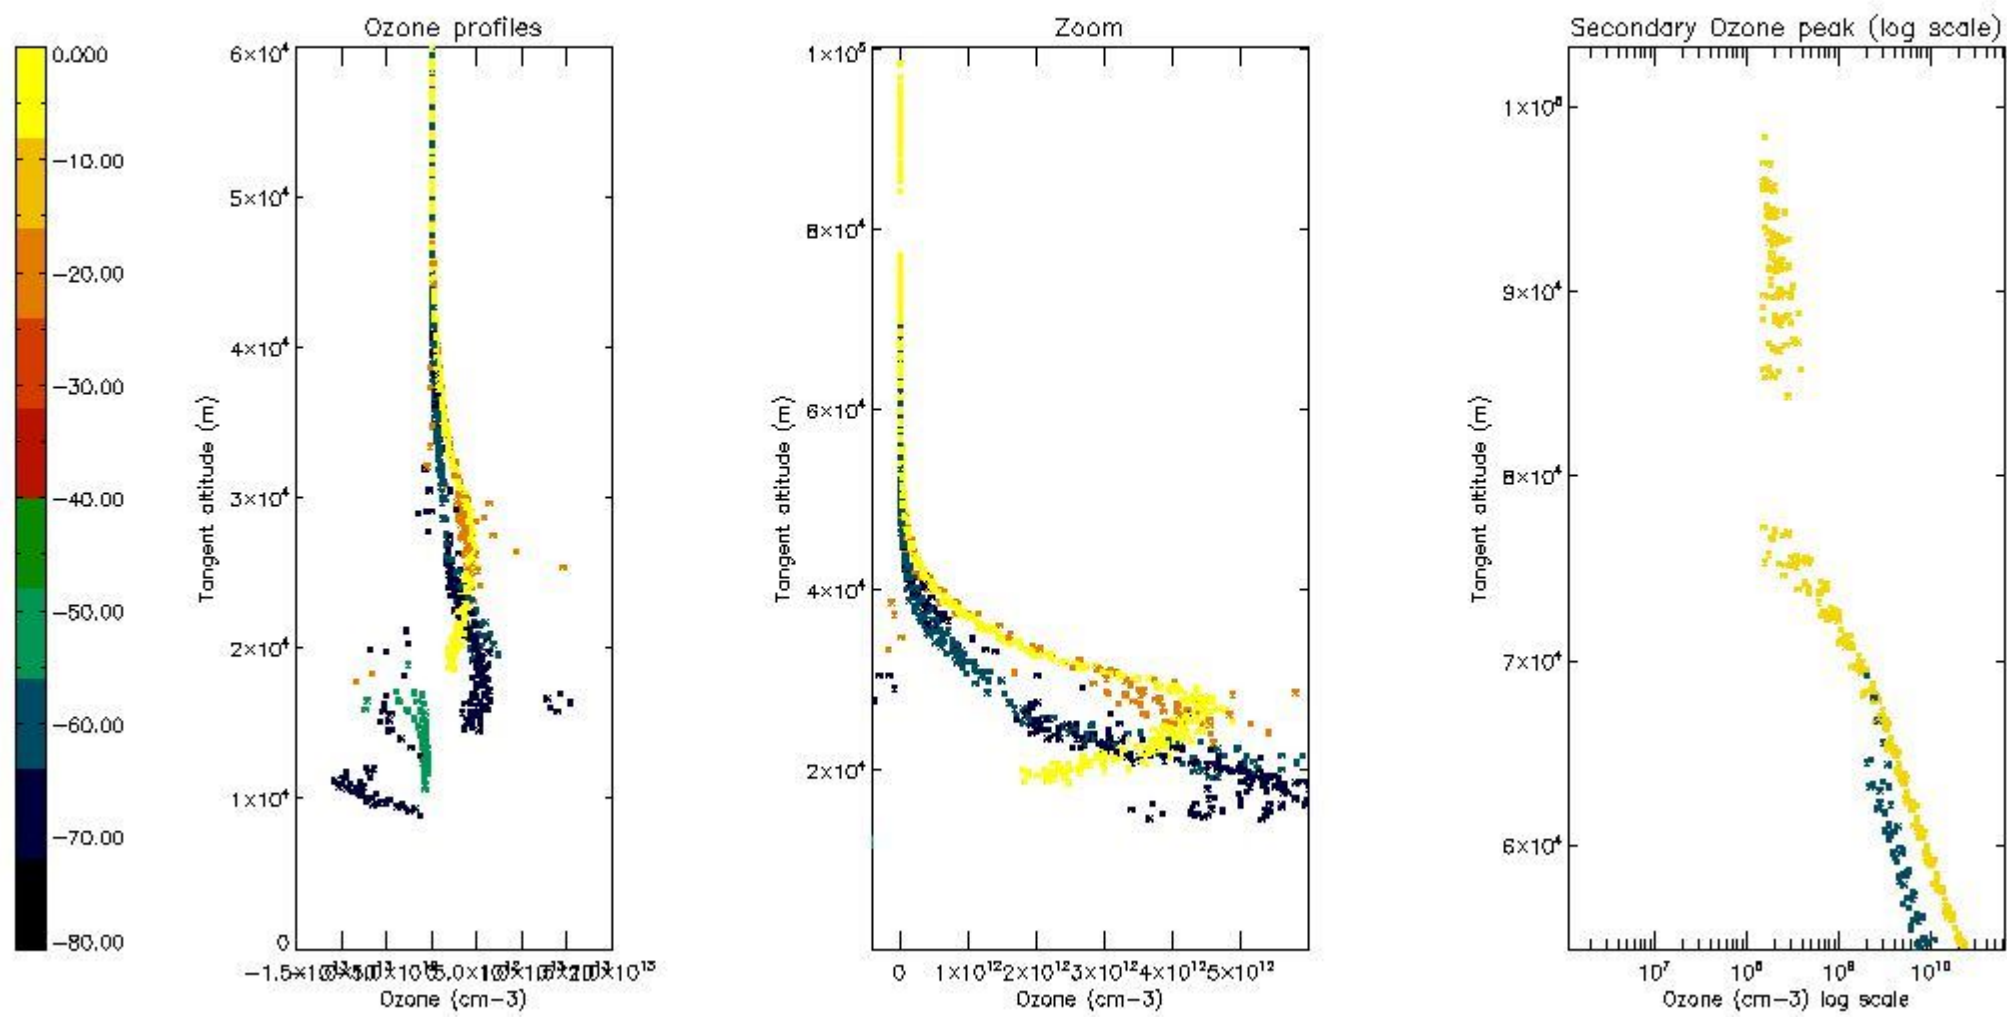 Ozone profiles
Zoom
Secondary Ozone peak (log scale)
0.000
-10.00
-20.00
-30.00
-40.00
-50.00
-60.00
-70.00
-80.00
6×10⁴
5×10⁴
4×10⁴
3×10⁴
2×10⁴
1×10⁴
0
Tangent altitude (m)
Ozone (cm-3)
1×10⁵
8×10⁴
6×10⁴
4×10⁴
2×10⁴
Tangent altitude (m)
0 1×10¹² 2×10¹² 3×10¹² 4×10¹² 5×10¹²
Ozone (cm-3)
9×10⁴
8×10⁴
7×10⁴
6×10⁴
Tangent altitude (m)
10⁷ 10⁸ 10⁹ 10¹⁰
Ozone (cm-3) log scale